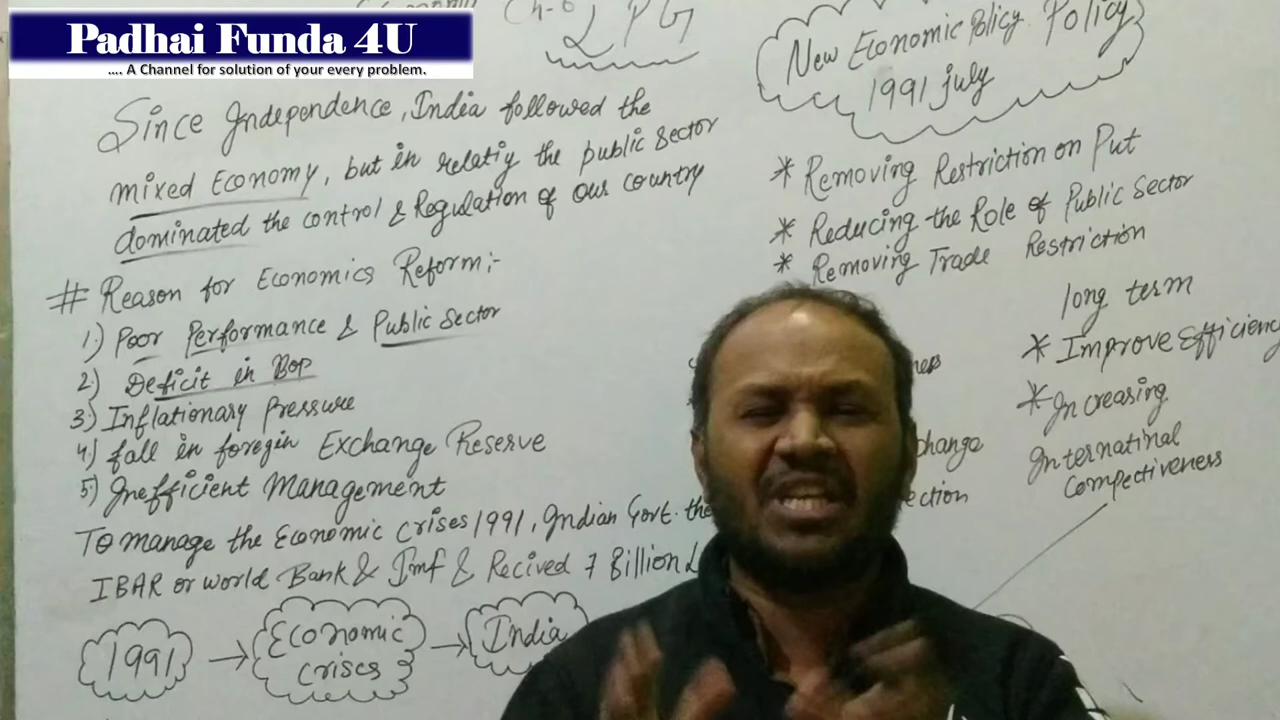 Padhai Funda 4U
.... A Channel for solution of your every problem.
Ch-6
LPG
New Economic Policy. Policy
1991 july
Since Independence, India followed the
mixed Economy, but in relatig the public Sector
dominated the control & Regulation of our country
# Reason for Economics Reform:-
1.) Poor Performance & Public Sector
2.) Deficit in Bop
3.) Inflationary Pressure
4) fall in foregin Exchange Reserve
5) Inefficient Management
To manage the Economic crises 1991, Indian Govt. the
IBAR or world Bank & Imf & Recived 7 Billion
1991 → Economic crises → India
* Removing Restriction on Put
* Reducing the Role of Public Sector
* Removing Trade Restriction
long term
* Improve Efficiency
* Increasing
Internatinal
Compectiveness